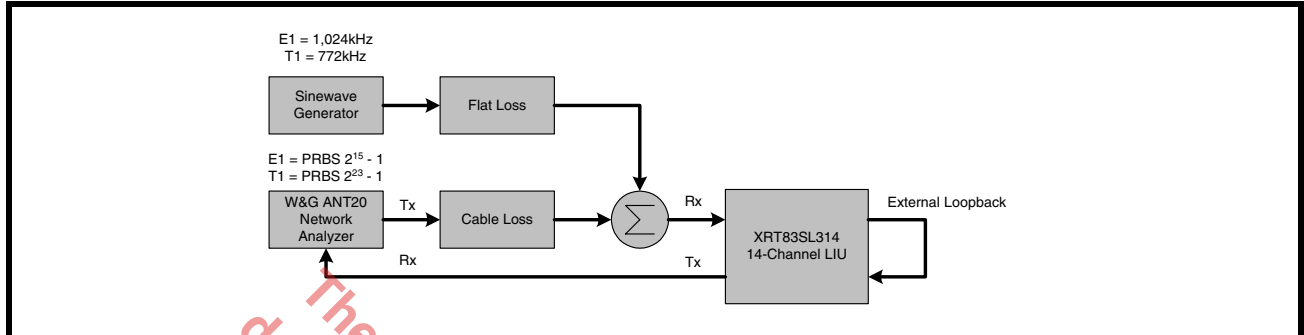 E1 = 1,024kHz
T1 = 772kHz
Sinewave
Generator
Flat Loss
E1 = PRBS 2¹⁵ - 1
T1 = PRBS 2²³ - 1
W&G ANT20
Network
Analyzer
Tx
Cable Loss
Σ
Rx
XRT83SL314
14-Channel LIU
External Loopback
Rx
Tx
The
d